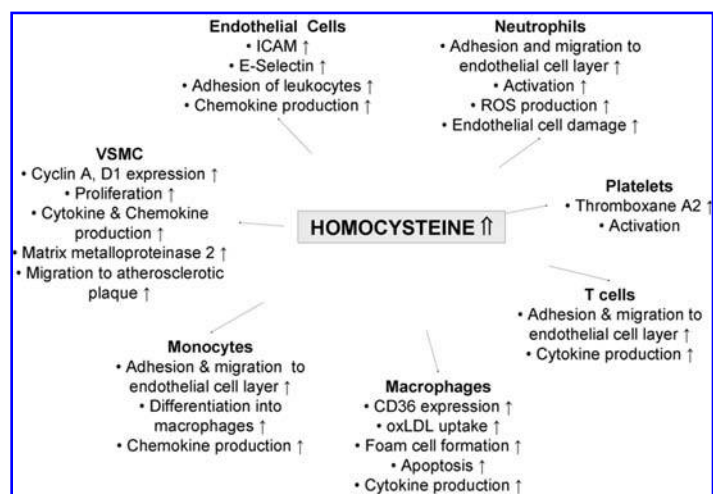 Endothelial Cells
• ICAM ↑
• E-Selectin ↑
• Adhesion of leukocytes ↑
• Chemokine production ↑
Neutrophils
• Adhesion and migration to
endothelial cell layer ↑
• Activation ↑
• ROS production ↑
• Endothelial cell damage ↑
VSMC
• Cyclin A, D1 expression ↑
• Proliferation ↑
• Cytokine & Chemokine
production ↑
• Matrix metalloproteinase 2 ↑
• Migration to atherosclerotic
plaque ↑
HOMOCYSTEINE ⇑
Platelets
• Thromboxane A2 ↑
• Activation
T cells
• Adhesion & migration to
endothelial cell layer ↑
• Cytokine production ↑
Monocytes
• Adhesion & migration to
endothelial cell layer ↑
• Differentiation into
macrophages ↑
• Chemokine production ↑
Macrophages
• CD36 expression ↑
• oxLDL uptake ↑
• Foam cell formation ↑
• Apoptosis ↑
• Cytokine production ↑